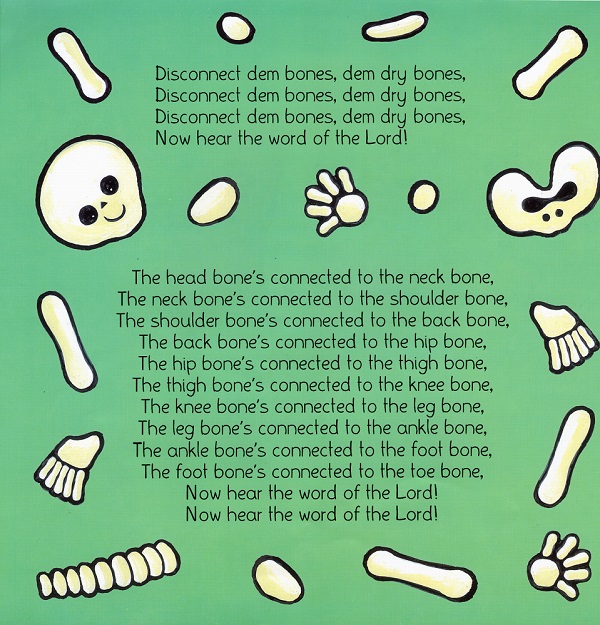 Disconnect dem bones, dem dry bones,
Disconnect dem bones, dem dry bones,
Disconnect dem bones, dem dry bones,
Now hear the word of the Lord!
The head bone's connected to the neck bone,
The neck bone's connected to the shoulder bone,
The shoulder bone's connected to the back bone,
The back bone's connected to the hip bone,
The hip bone's connected to the thigh bone,
The thigh bone's connected to the knee bone,
The knee bone's connected to the leg bone,
The leg bone's connected to the ankle bone,
The ankle bone's connected to the foot bone,
The foot bone's connected to the toe bone,
Now hear the word of the Lord!
Now hear the word of the Lord!